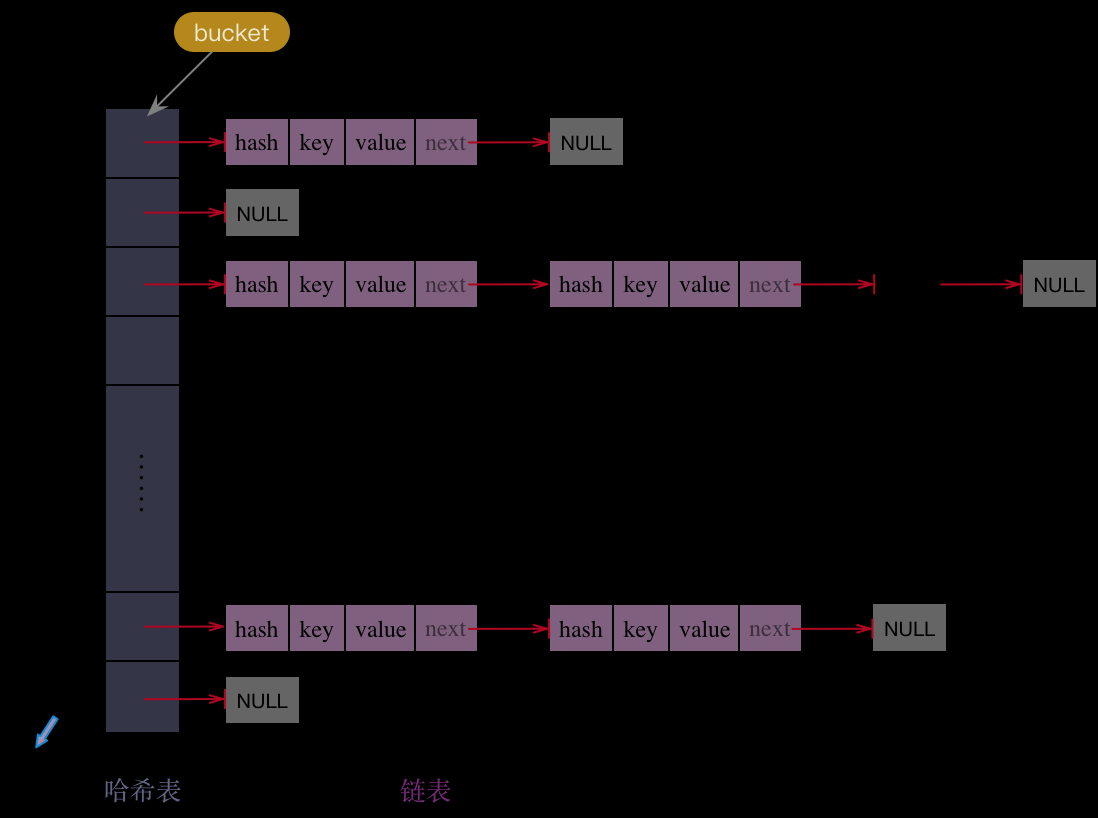 bucket
hash key value next NULL
NULL
hash key value next hash key value next NULL
......
hash key value next hash key value next NULL
NULL
哈希表 链表